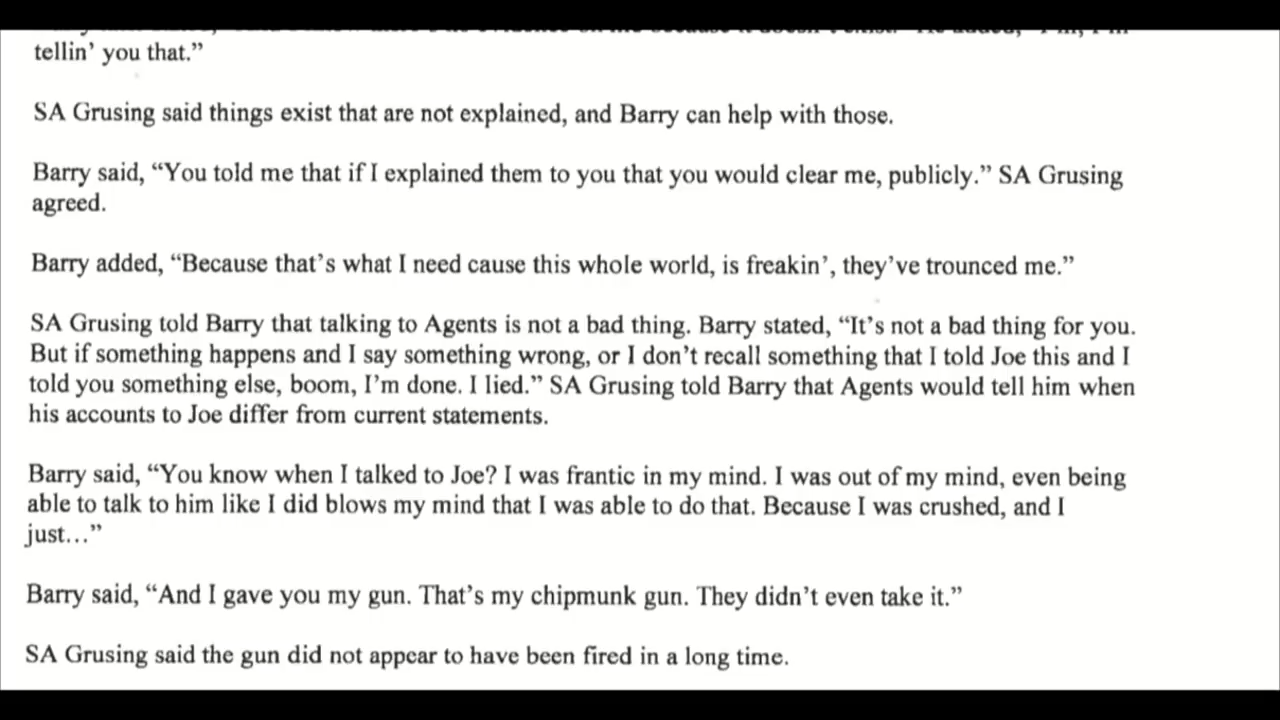 tellin’ you that.”
SA Grusing said things exist that are not explained, and Barry can help with those.
Barry said, “You told me that if I explained them to you that you would clear me, publicly.” SA Grusing
agreed.
Barry added, “Because that’s what I need cause this whole world, is freakin’, they’ve trounced me.”
SA Grusing told Barry that talking to Agents is not a bad thing. Barry stated, “It’s not a bad thing for you.
But if something happens and I say something wrong, or I don’t recall something that I told Joe this and I
told you something else, boom, I’m done. I lied.” SA Grusing told Barry that Agents would tell him when
his accounts to Joe differ from current statements.
Barry said, “You know when I talked to Joe? I was frantic in my mind. I was out of my mind, even being
able to talk to him like I did blows my mind that I was able to do that. Because I was crushed, and I
just…”
Barry said, “And I gave you my gun. That’s my chipmunk gun. They didn’t even take it.”
SA Grusing said the gun did not appear to have been fired in a long time.